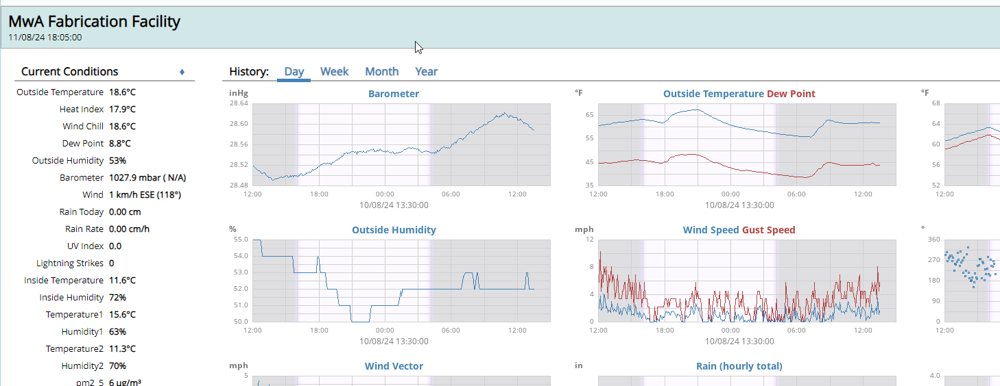 MwA Fabrication Facility
11/08/24 18:05:00
Current Conditions
Outside Temperature 18.6°C
Heat Index 17.9°C
Wind Chill 18.6°C
Dew Point 8.8°C
Outside Humidity 53%
Barometer 1027.9 mbar ( N/A)
Wind 1 km/h ESE (118°)
Rain Today 0.00 cm
Rain Rate 0.00 cm/h
UV Index 0.0
Lightning Strikes 0
Inside Temperature 11.6°C
Inside Humidity 72%
Temperature1 15.6°C
Humidity1 63%
Temperature2 11.3°C
Humidity2 70%
pm2_5 6 ug/m³
History: Day Week Month Year
inHg Barometer
28.64
28.60
28.56
28.52
28.48
12:00 18:00 00:00 06:00 12:00
10/08/24 13:30:00
°F Outside Temperature Dew Point
65
55
45
35
12:00 18:00 00:00 06:00 12:00
10/08/24 13:30:00
°F
68
64
60
56
52
12:00
% Outside Humidity
55.0
54.0
53.0
52.0
51.0
50.0
12:00 18:00 00:00 06:00 12:00
10/08/24 13:30:00
mph Wind Speed Gust Speed
12
8
4
0
12:00 18:00 00:00 06:00 12:00
10/08/24 13:30:00
°
360
270
180
90
0
12:00
mph Wind Vector
5
in Rain (hourly total)
4.0